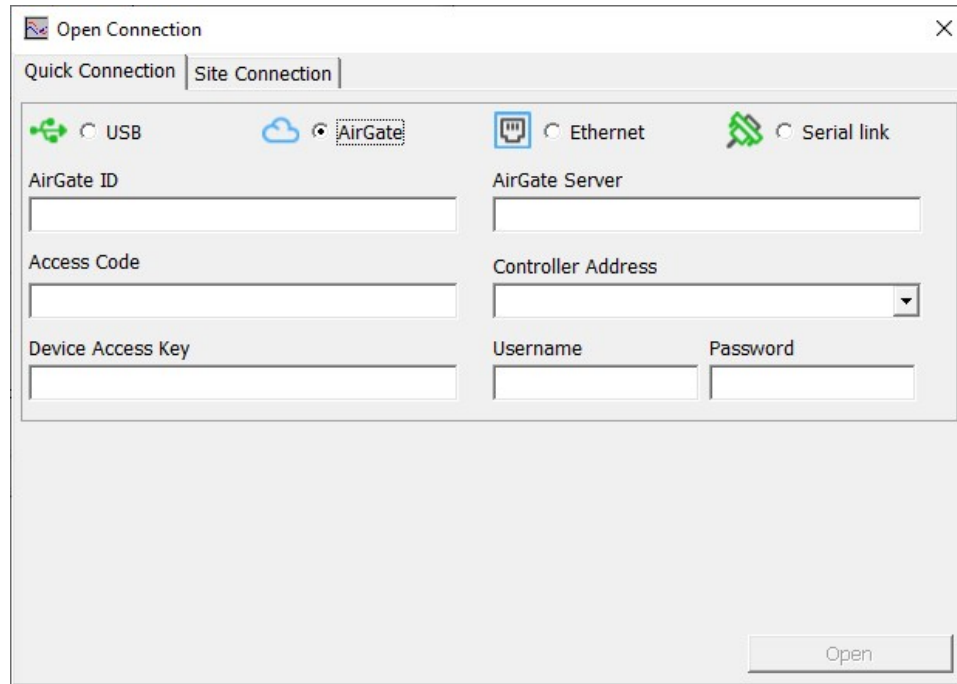 Open Connection
Quick Connection Site Connection
USB AirGate Ethernet Serial link
AirGate ID AirGate Server
Access Code Controller Address
Device Access Key Username Password
Open